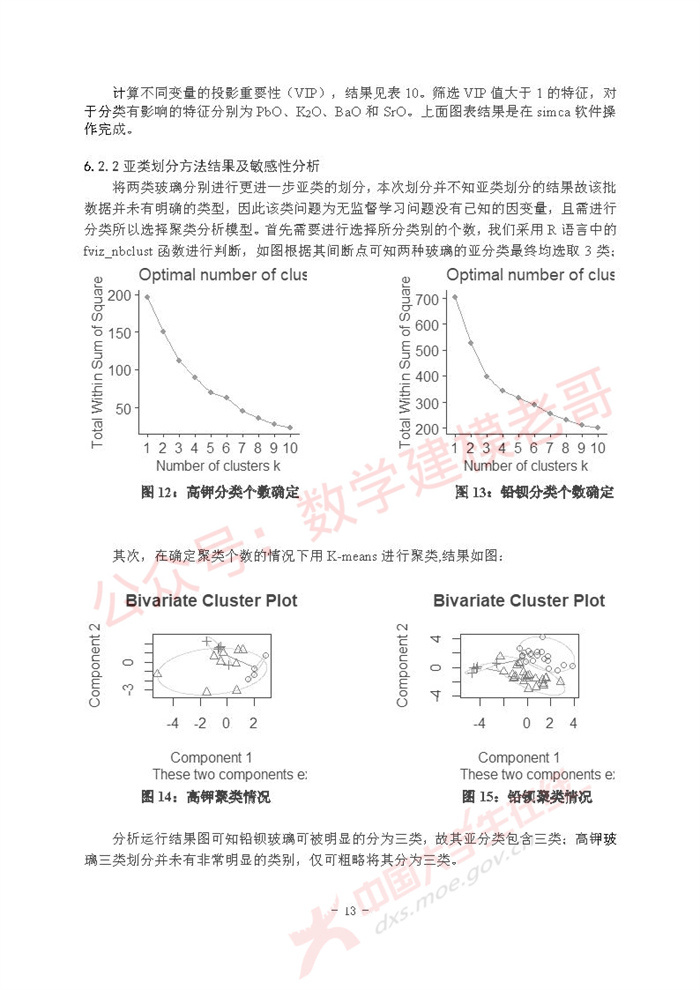 计算不同变量的投影重要性（VIP），结果见表 10。筛选 VIP 值大于 1 的特征，对
于分类有影响的特征分别为 PbO、K2O、BaO 和 SrO。上面图表结果是在 simca 软件操
作完成。
6.2.2 亚类划分方法结果及敏感性分析
将两类玻璃分别进行更进一步亚类的划分，本次划分并不知亚类划分的结果故该批
数据并未有明确的类型，因此该类问题为无监督学习问题没有已知的因变量，且需进行
分类所以选择聚类分析模型。首先需要进行选择所分类别的个数，我们采用 R 语言中的
fviz_nbclust 函数进行判断，如图根据其间断点可知两种玻璃的亚分类最终均选取 3 类：
Optimal number of clus
Total Within Sum of Square
200
150
100
50
1 2 3 4 5 6 7 8 9 10
Number of clusters k
图 12：高钾分类个数确定
Optimal number of clus
Total Within Sum of Square
700
600
500
400
300
200
1 2 3 4 5 6 7 8 9 10
Number of clusters k
图 13：铅钡分类个数确定
其次，在确定聚类个数的情况下用 K-means 进行聚类,结果如图：
Bivariate Cluster Plot
Component 2
0
-3
-4 -2 0 2
Component 1
These two components ex
图 14：高钾聚类情况
Bivariate Cluster Plot
Component 2
4
0
-4
-4 0 2 4
Component 1
These two components ex
图 15：铅钡聚类情况
分析运行结果图可知铅钡玻璃可被明显的分为三类，故其亚分类包含三类；高钾玻
璃三类划分并未有非常明显的类别，仅可粗略将其分为三类。
- 13 -
公众号：数学建模老哥
中国大学生在线
dxs.moe.gov.cn